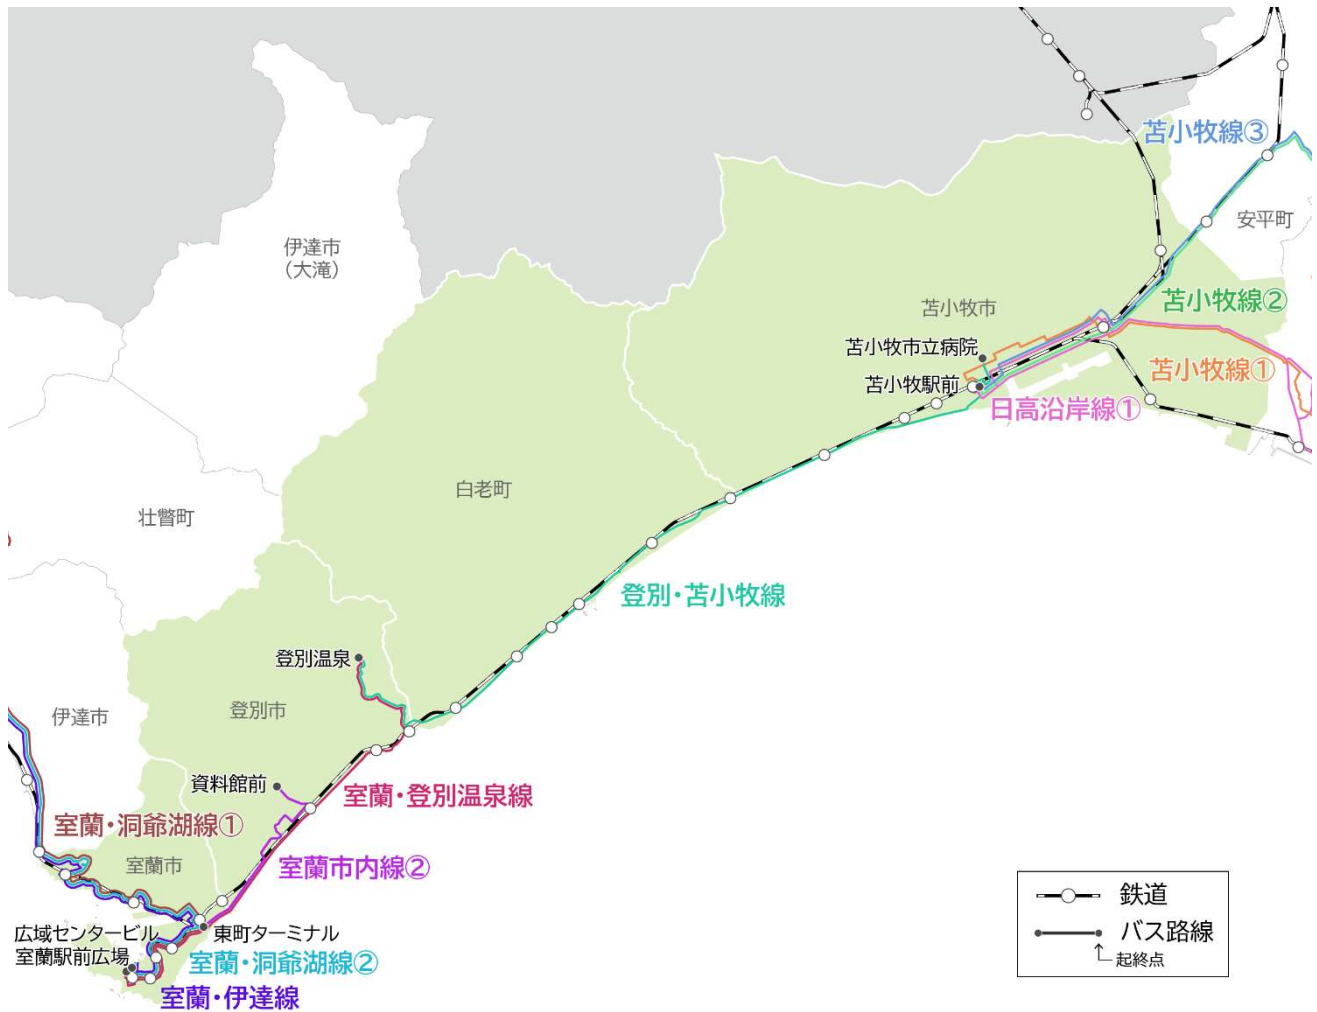 苫小牧線③
安平町
伊達市
(大滝)
苫小牧線②
苫小牧市
苫小牧市立病院
苫小牧線①
苫小牧駅前
日高沿岸線①
白老町
壮瞥町
登別・苫小牧線
登別温泉
登別市
伊達市
資料館前
室蘭・登別温泉線
室蘭・洞爺湖線①
室蘭市
室蘭市内線②
鉄道
広域センタービル
東町ターミナル
バス路線
室蘭駅前広場
室蘭・洞爺湖線②
起終点
室蘭・伊達線